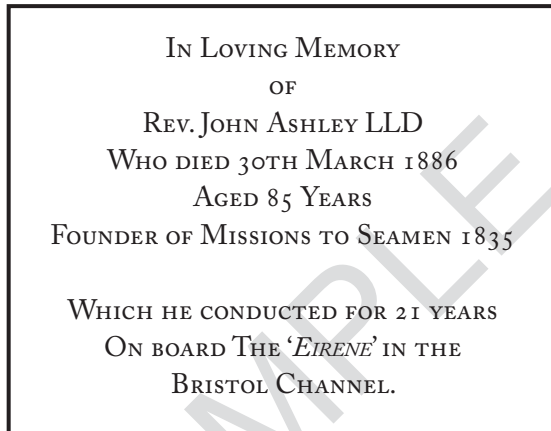 In Loving Memory
of
Rev. John Ashley LLD
Who died 30th March 1886
Aged 85 Years
Founder of Missions to Seamen 1835
Which he conducted for 21 years
On board The ‘Eirene’ in the
Bristol Channel.
MPLE